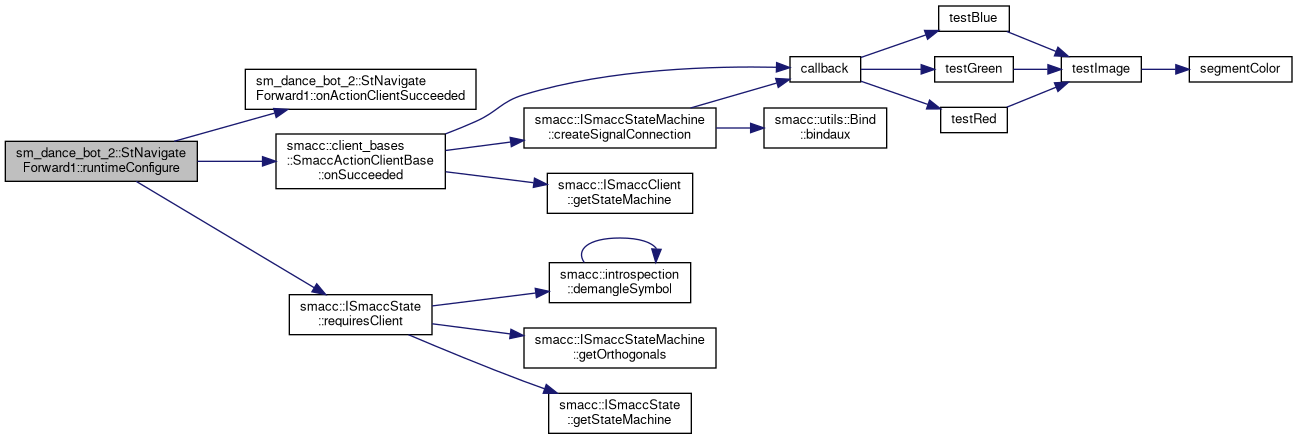 sm_dance_bot_2::StNavigate
Forward1::runtimeConfigure
sm_dance_bot_2::StNavigate
Forward1::onActionClientSucceeded
smacc::client_bases
::SmaccActionClientBase
::onSucceeded
smacc::ISmaccState
::requiresClient
smacc::ISmaccStateMachine
::createSignalConnection
smacc::ISmaccClient
::getStateMachine
smacc::introspection
::demangleSymbol
smacc::ISmaccStateMachine
::getOrthogonals
smacc::ISmaccState
::getStateMachine
callback
smacc::utils::Bind
::bindaux
testBlue
testGreen
testRed
testImage
segmentColor